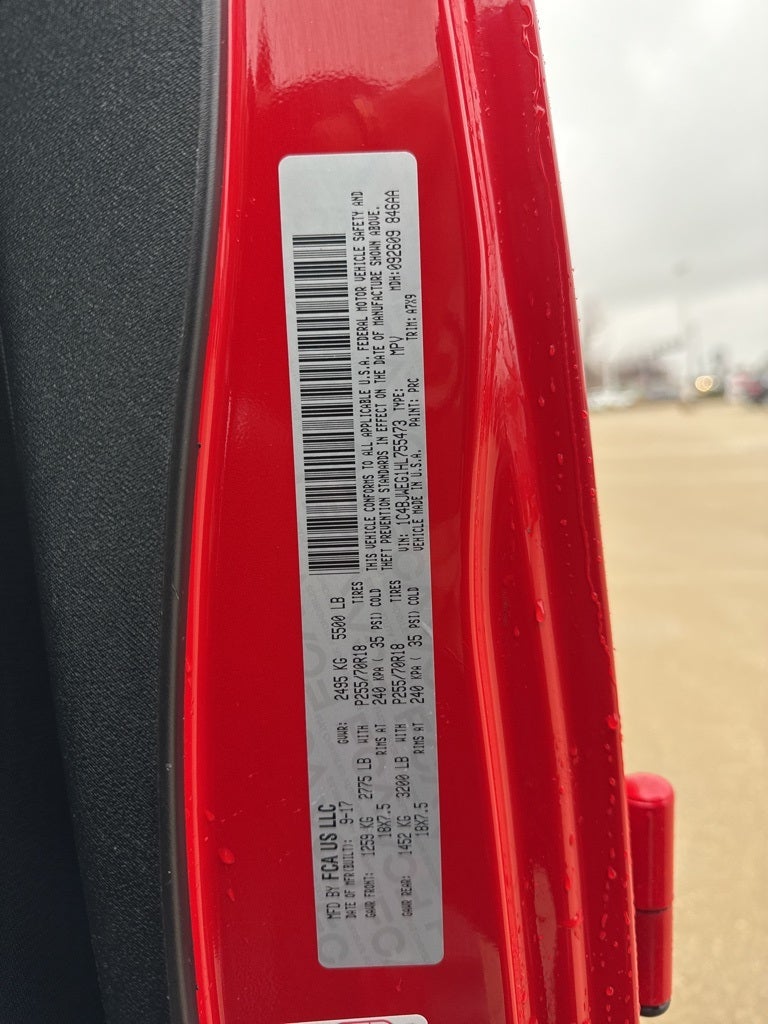 MFD BY FCA US LLC
DATE OF MFR(BUILT): 9-17 GVWR: 2495 KG 5500 LB
GAWR FRONT: 1259 KG 2775 LB WITH P255/70R18 TIRES
18X7.5 RIMS AT 240 KPA ( 35 PSI) COLD
GAWR REAR: 1452 KG 3200 LB WITH P255/70R18 TIRES
18X7.5 RIMS AT 240 KPA ( 35 PSI) COLD
THIS VEHICLE CONFORMS TO ALL APPLICABLE U.S.A. FEDERAL MOTOR VEHICLE SAFETY AND
THEFT PREVENTION STANDARDS IN EFFECT ON THE DATE OF MANUFACTURE SHOWN ABOVE.
VIN: 1C4BJWEG1HL755473 TYPE: MPV MDH:092609 846AA
VEHICLE MADE IN U.S.A. PAINT: PRC TRIM: A7X9